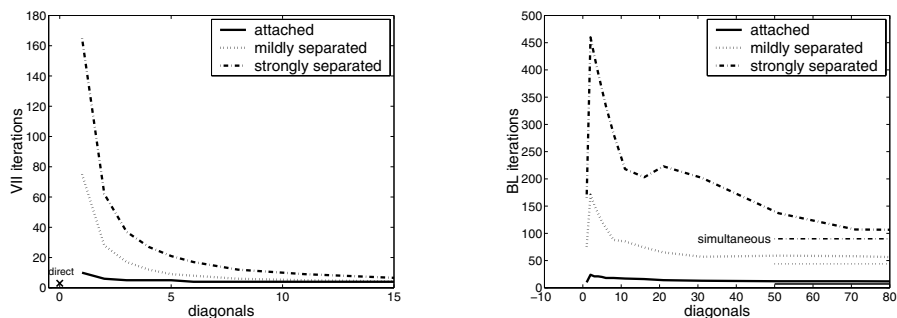 180
160
140
120
100
80
60
40
20
0
VII iterations
attached
mildly separated
strongly separated
direct
0 5 10 15
diagonals
500
450
400
350
300
250
200
150
100
50
0
BL iterations
attached
mildly separated
strongly separated
simultaneous
−10 0 10 20 30 40 50 60 70 80
diagonals